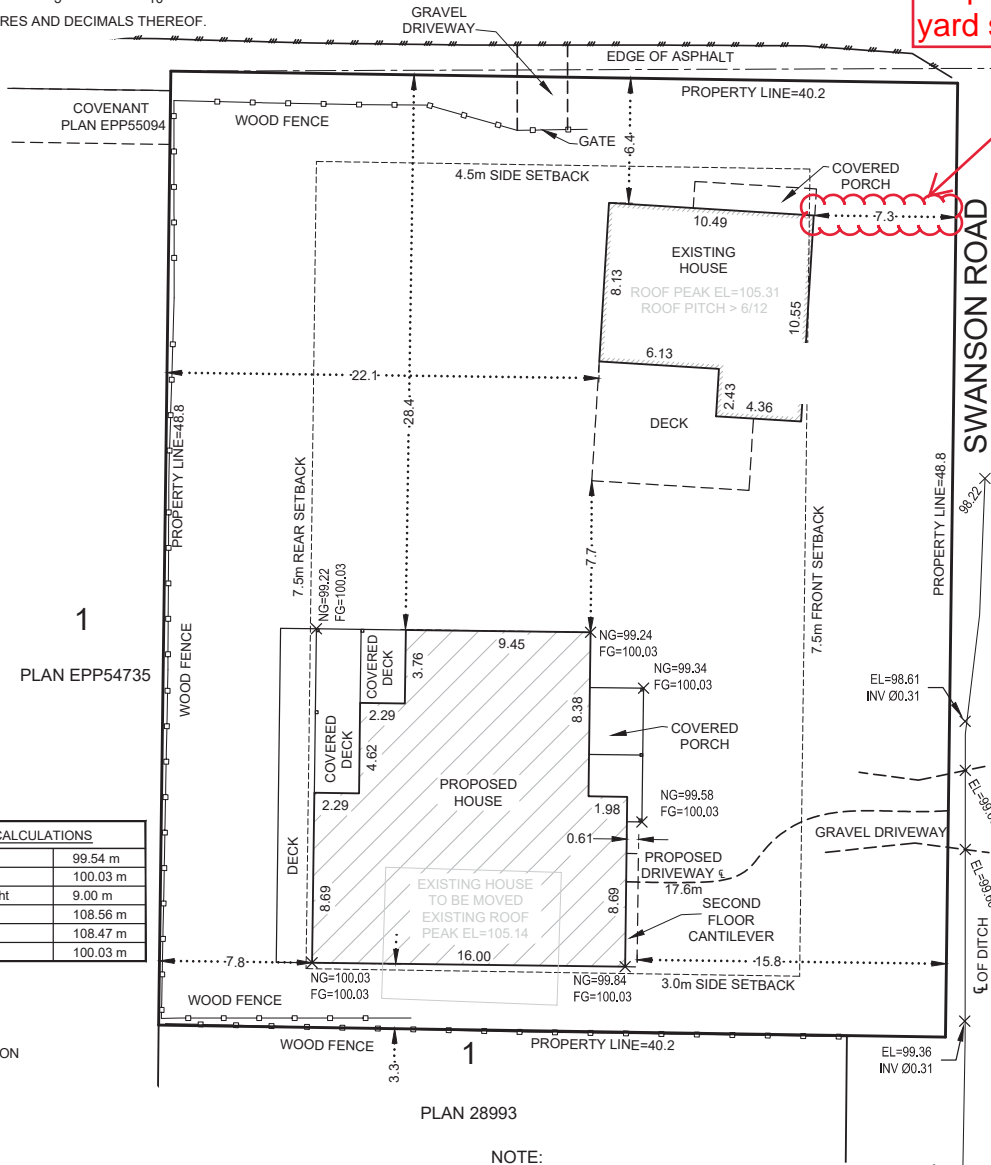 RES AND DECIMALS THEREOF.
GRAVEL
DRIVEWAY
yard
EDGE OF ASPHALT
PROPERTY LINE=40.2
COVENANT
PLAN EPP55094
WOOD FENCE
GATE
6.4
4.5m SIDE SETBACK
COVERED
PORCH
10.49
7.3
SWANSON ROAD
EXISTING
HOUSE
8.13
ROOF PEAK EL=105.31
ROOF PITCH > 6/12
10.55
6.13
22.1
2.43
4.36
28.4
DECK
PROPERTY LINE=48.8
7.5m REAR SETBACK
98.22
PROPERTY LINE=48.8
7.7
7.5m FRONT SETBACK
NG=99.22
FG=100.03
1
PLAN EPP54735
WOOD FENCE
COVERED
DECK
3.76
9.45
NG=99.24
FG=100.03
NG=99.34
FG=100.03
EL=98.61
INV Ø0.31
2.29
8.38
COVERED
PORCH
COVERED
DECK
4.62
PROPOSED
HOUSE
2.29
NG=99.58
FG=100.03
1.98
0.61
GRAVEL DRIVEWAY
CALCULATIONS
99.54 m
100.03 m
9.00 m
108.56 m
108.47 m
100.03 m
DECK
8.69
EXISTING HOUSE
TO BE MOVED
EXISTING ROOF
PEAK EL=105.14
8.69
PROPOSED
DRIVEWAY ℄
17.6m
SECOND
FLOOR
CANTILEVER
16.00
7.8
15.8
NG=100.03
FG=100.03
NG=99.84
FG=100.03
3.0m SIDE SETBACK
℄ OF DITCH
WOOD FENCE
WOOD FENCE
1
PROPERTY LINE=40.2
ON
3.3
EL=99.36
INV Ø0.31
PLAN 28993
NOTE: